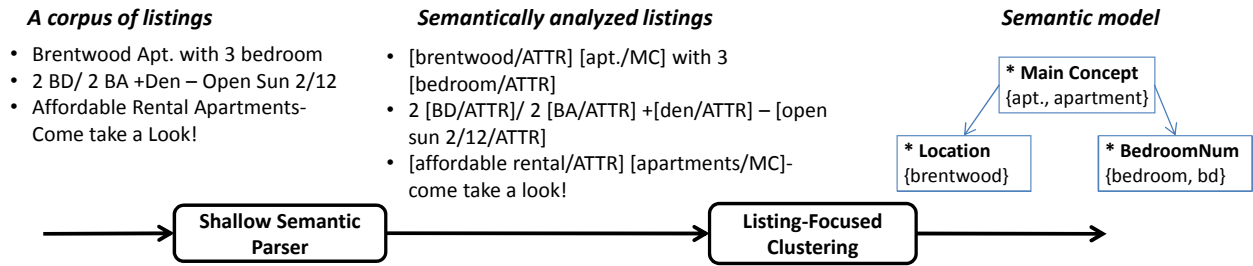 A corpus of listings
• Brentwood Apt. with 3 bedroom
• 2 BD/ 2 BA +Den – Open Sun 2/12
• Affordable Rental Apartments-
Come take a Look!
Semantically analyzed listings
• [brentwood/ATTR] [apt./MC] with 3
[bedroom/ATTR]
• 2 [BD/ATTR]/ 2 [BA/ATTR] +[den/ATTR] – [open
sun 2/12/ATTR]
• [affordable rental/ATTR] [apartments/MC]-
come take a look!
Semantic model
* Main Concept
{apt., apartment}
* Location
{brentwood}
* BedroomNum
{bedroom, bd}
Shallow Semantic
Parser
Listing-Focused
Clustering